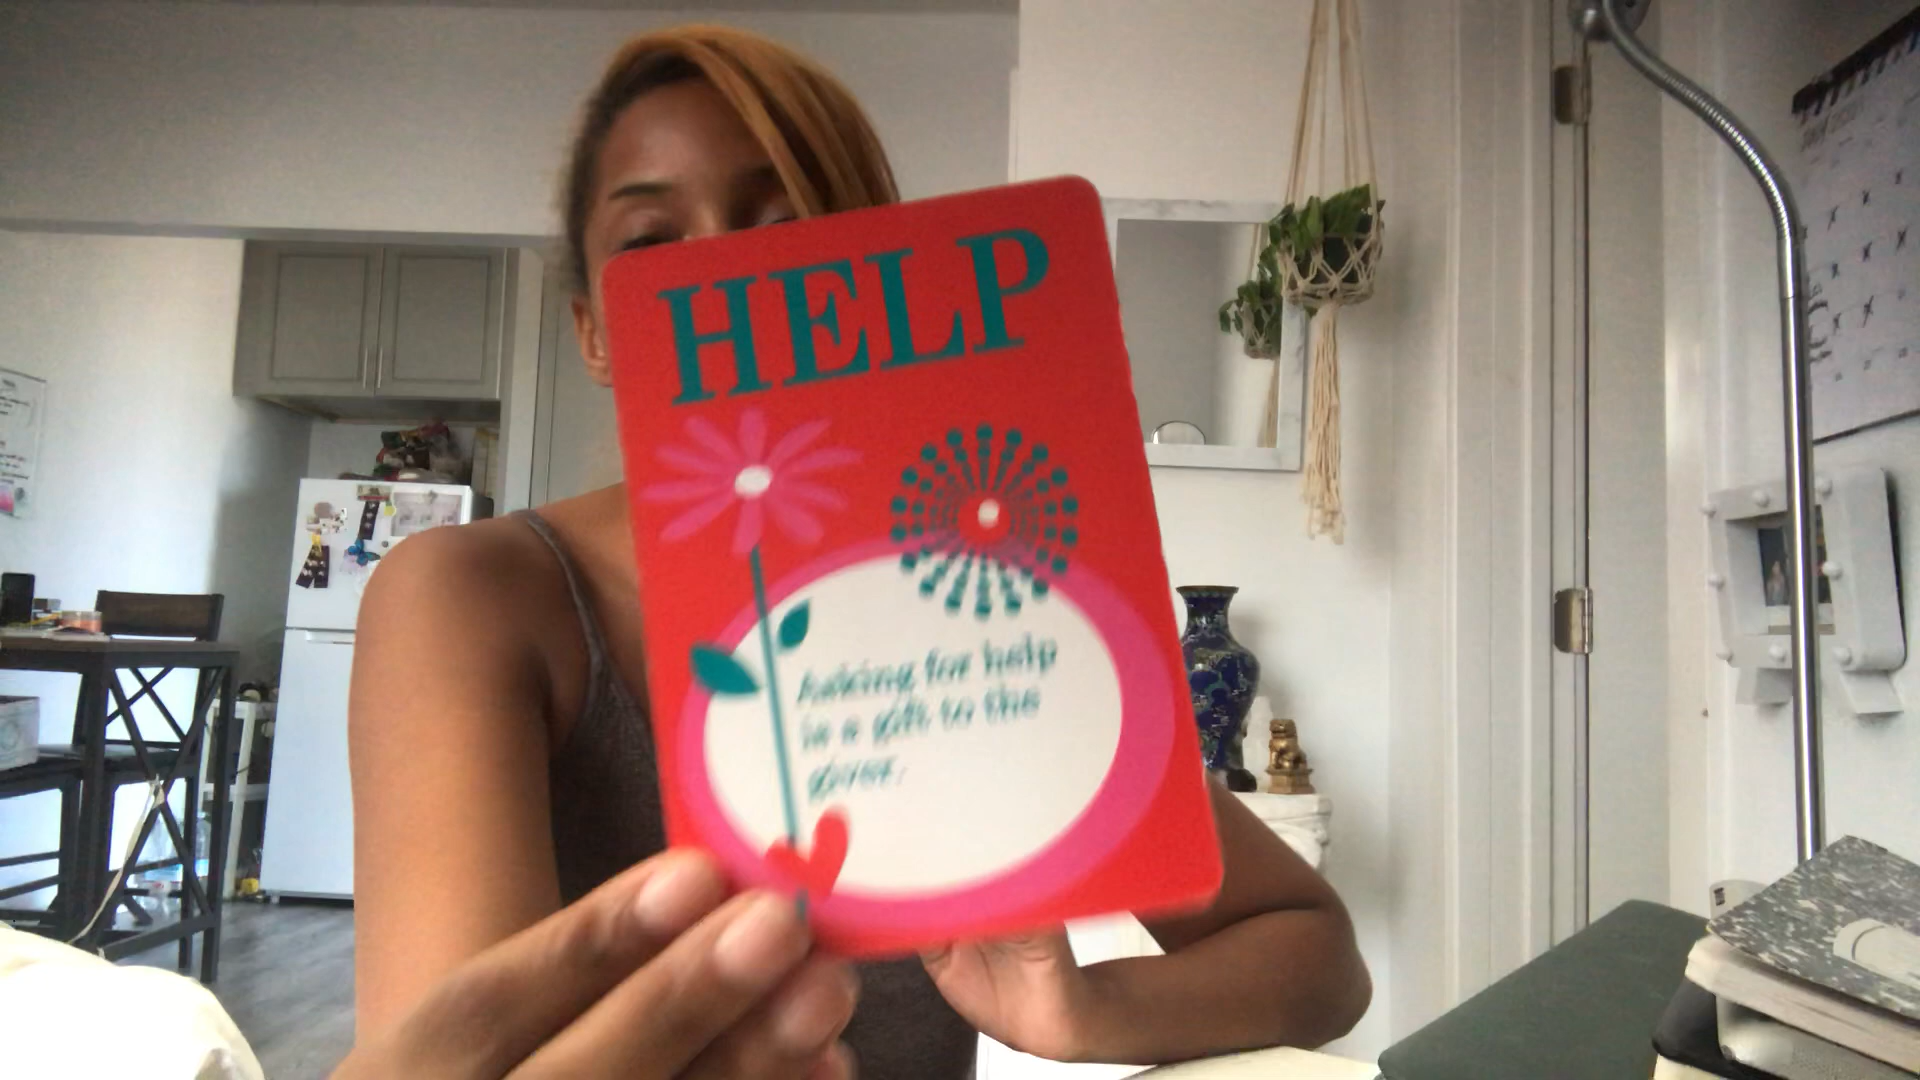 HELP
Asking for help
is a gift to the
giver.